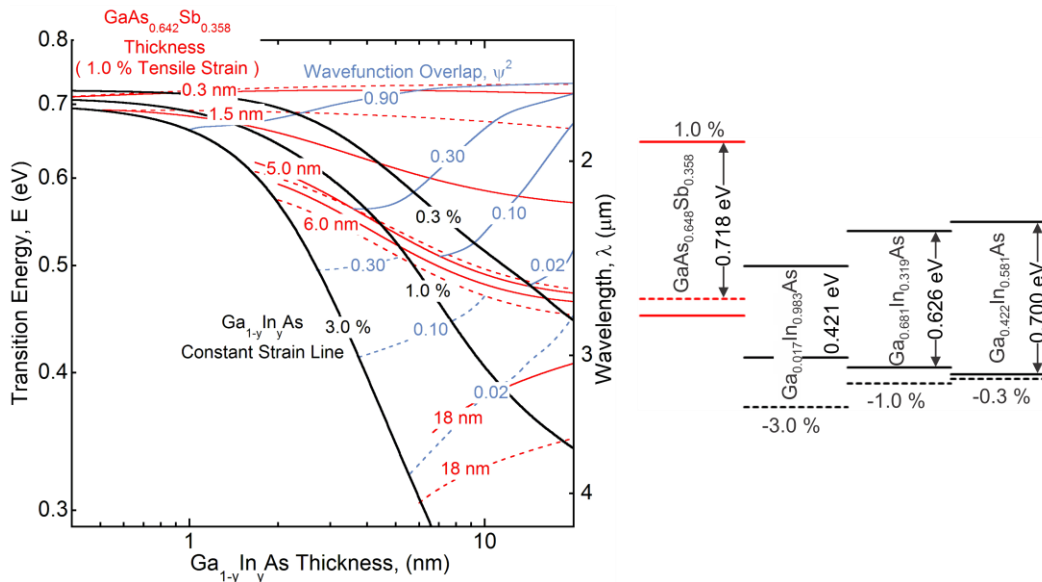 GaAs₀.₆₄₂Sb₀.₃₅₈
Thickness
( 1.0 % Tensile Strain )
Wavefunction Overlap, ψ²
0.3 nm
0.90
1.5 nm
0.30
5.0 nm
0.10
6.0 nm
0.3 %
0.30
0.02
1.0 %
Ga₁₋yInyAs
3.0 %
Constant Strain Line
0.10
0.02
18 nm
18 nm
0.8
0.7
0.6
0.5
0.4
0.3
Transition Energy, E (eV)
1
10
Ga₁₋yInyAs Thickness, (nm)
2
3
4
Wavelength, λ (μm)
1.0 %
GaAs₀.₆₄₈Sb₀.₃₅₈
0.718 eV
Ga₀.₀₁₇In₀.₉₈₃As
0.421 eV
-3.0 %
Ga₀.₆₈₁In₀.₃₁₉As
0.626 eV
-1.0 %
Ga₀.₄₂₂In₀.₅₈₁As
0.700 eV
-0.3 %